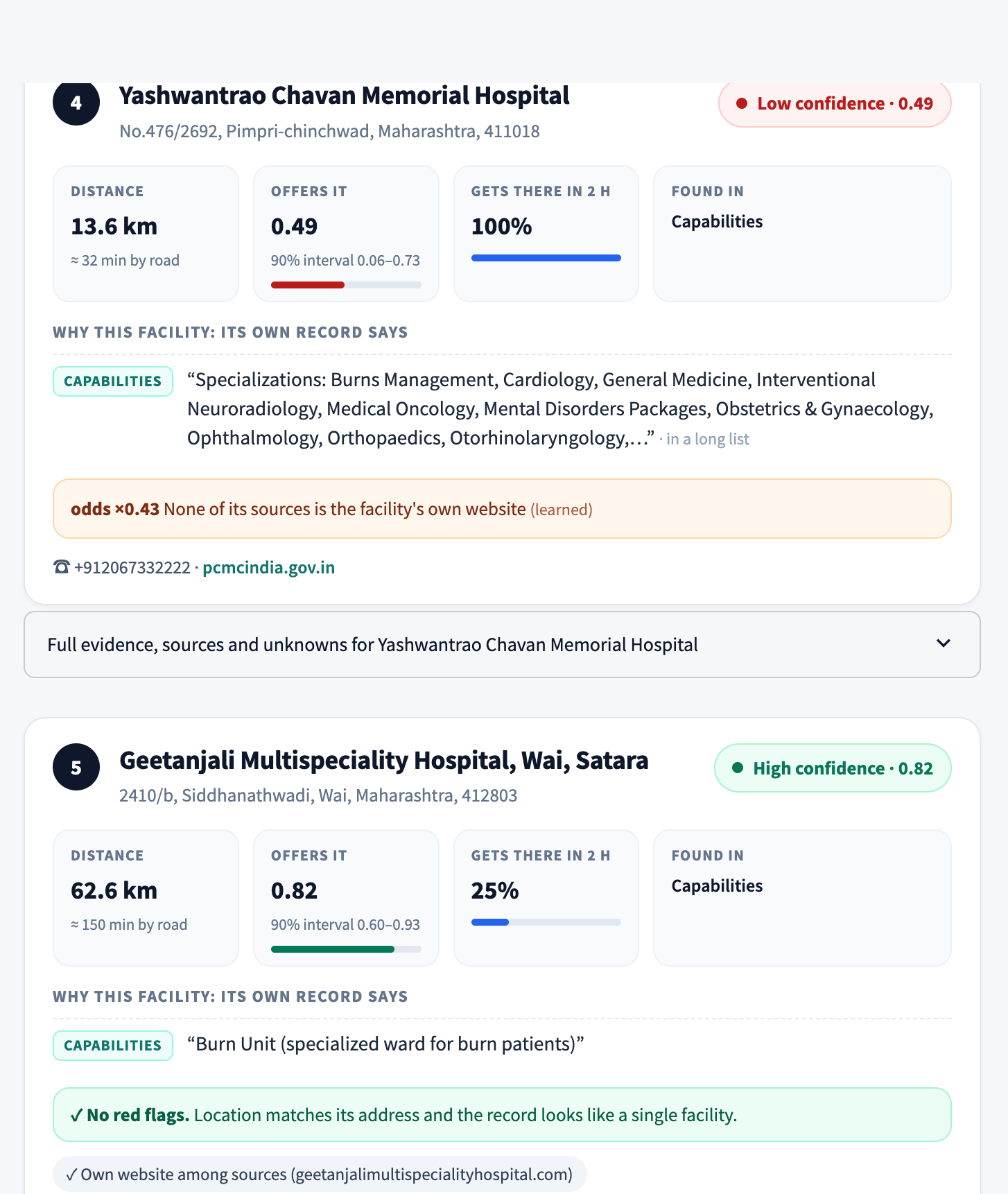 4
Yashwantrao Chavan Memorial Hospital
Low confidence · 0.49
No.476/2692, Pimpri-chinchwad, Maharashtra, 411018
DISTANCE
13.6 km
≈ 32 min by road
OFFERS IT
0.49
90% interval 0.06–0.73
GETS THERE IN 2 H
100%
FOUND IN
Capabilities
WHY THIS FACILITY: ITS OWN RECORD SAYS
CAPABILITIES
“Specializations: Burns Management, Cardiology, General Medicine, Interventional
Neuroradiology, Medical Oncology, Mental Disorders Packages, Obstetrics & Gynaecology,
Ophthalmology, Orthopaedics, Otorhinolaryngology,…” · in a long list
odds ×0.43 None of its sources is the facility's own website (learned)
☎ +912067332222 · pcmcindia.gov.in
Full evidence, sources and unknowns for Yashwantrao Chavan Memorial Hospital
5
Geetanjali Multispeciality Hospital, Wai, Satara
High confidence · 0.82
2410/b, Siddhanathwadi, Wai, Maharashtra, 412803
DISTANCE
62.6 km
≈ 150 min by road
OFFERS IT
0.82
90% interval 0.60–0.93
GETS THERE IN 2 H
25%
FOUND IN
Capabilities
WHY THIS FACILITY: ITS OWN RECORD SAYS
CAPABILITIES
“Burn Unit (specialized ward for burn patients)”
✓ No red flags. Location matches its address and the record looks like a single facility.
✓ Own website among sources (geetanjalimultispecialityhospital.com)